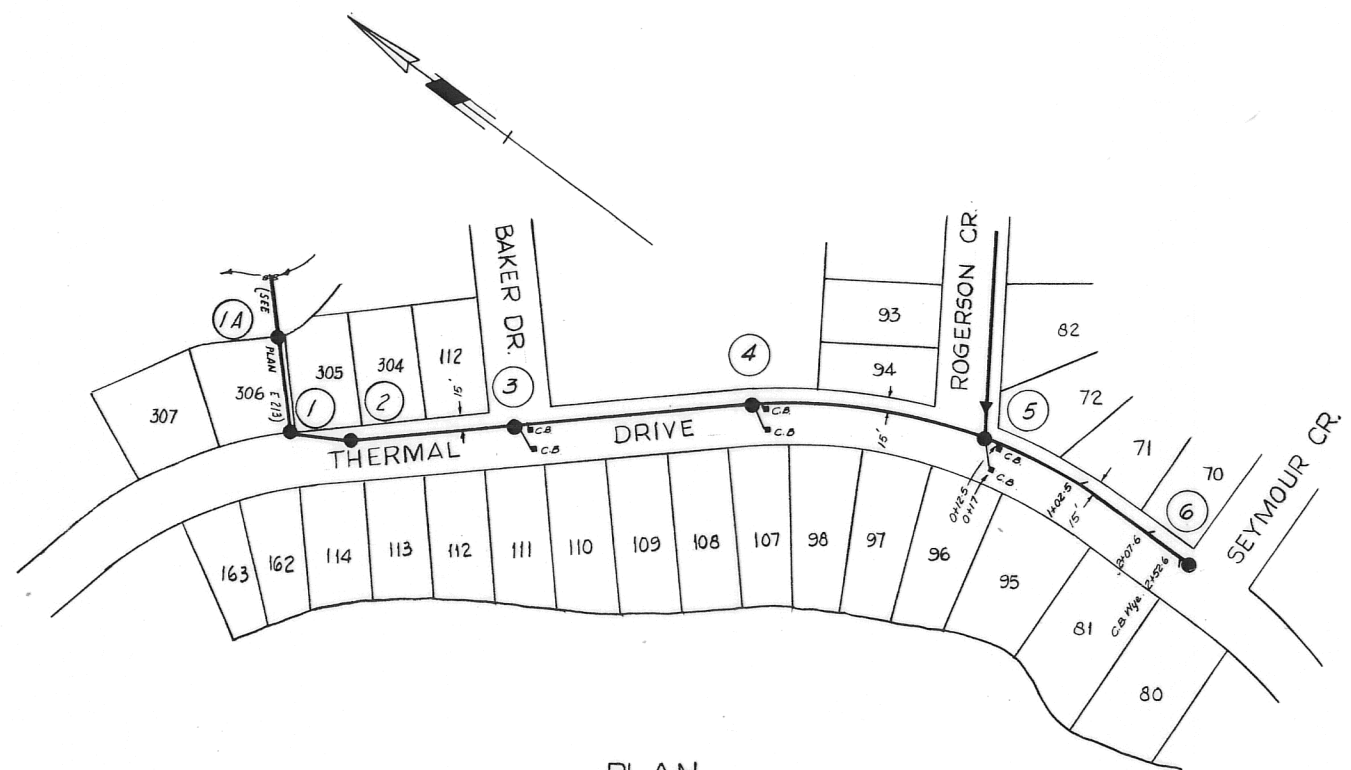 BAKER DR.
ROGERSON CR.
SEYMOUR CR.
THERMAL DRIVE
(SEE PLAN E 213)
1A
1
2
3
4
5
6
307
306
305
304
112
15'
93
94
82
72
71
70
15'
15'
C.B.
C.B
C.B.
C.B
C.B.
C.B.
0+12.5
0+17
1+02.5
2+07.6
2+52.6
C.B Wye.
163
162
114
113
112
111
110
109
108
107
98
97
96
95
81
80
PLAN